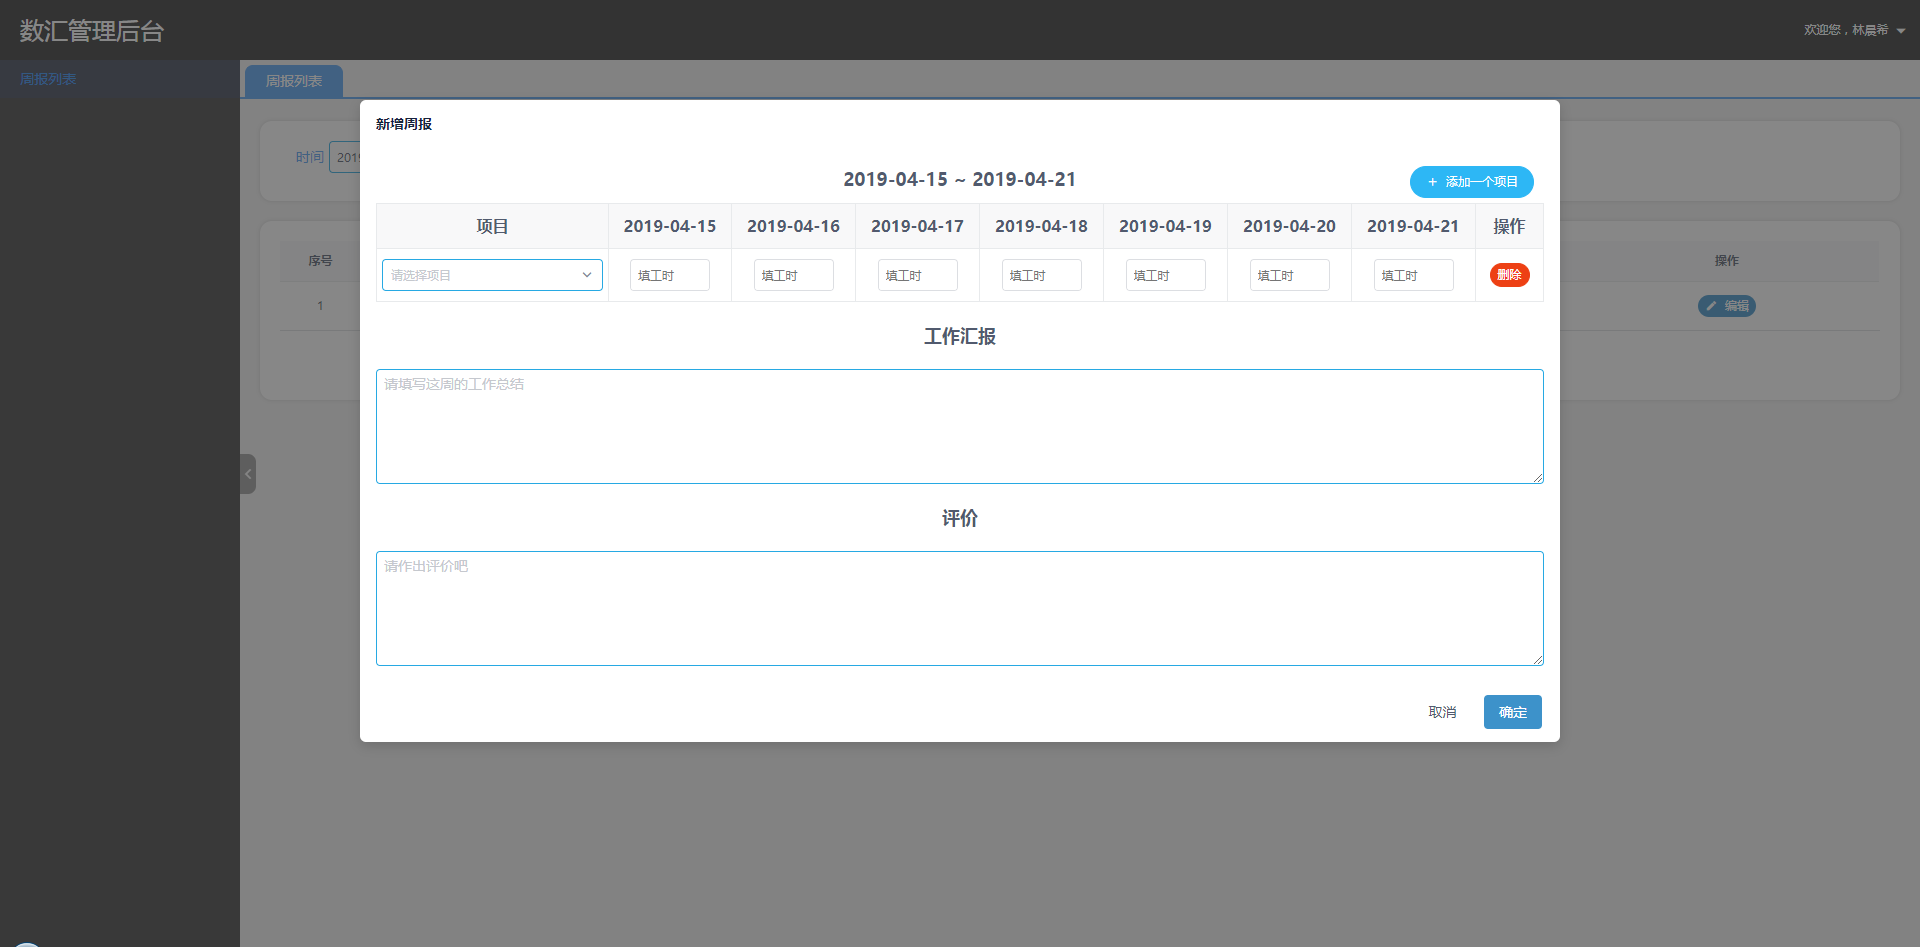 数汇管理后台
欢迎您，林晨希
周报列表
周报列表
时间 2019
新增周报
2019-04-15 ~ 2019-04-21
+ 添加一个项目
项目 2019-04-15 2019-04-16 2019-04-17 2019-04-18 2019-04-19 2019-04-20 2019-04-21 操作
请选择项目 填工时 填工时 填工时 填工时 填工时 填工时 填工时 删除
序号 操作
1 编辑
工作汇报
请填写这周的工作总结
评价
请作出评价吧
取消 确定